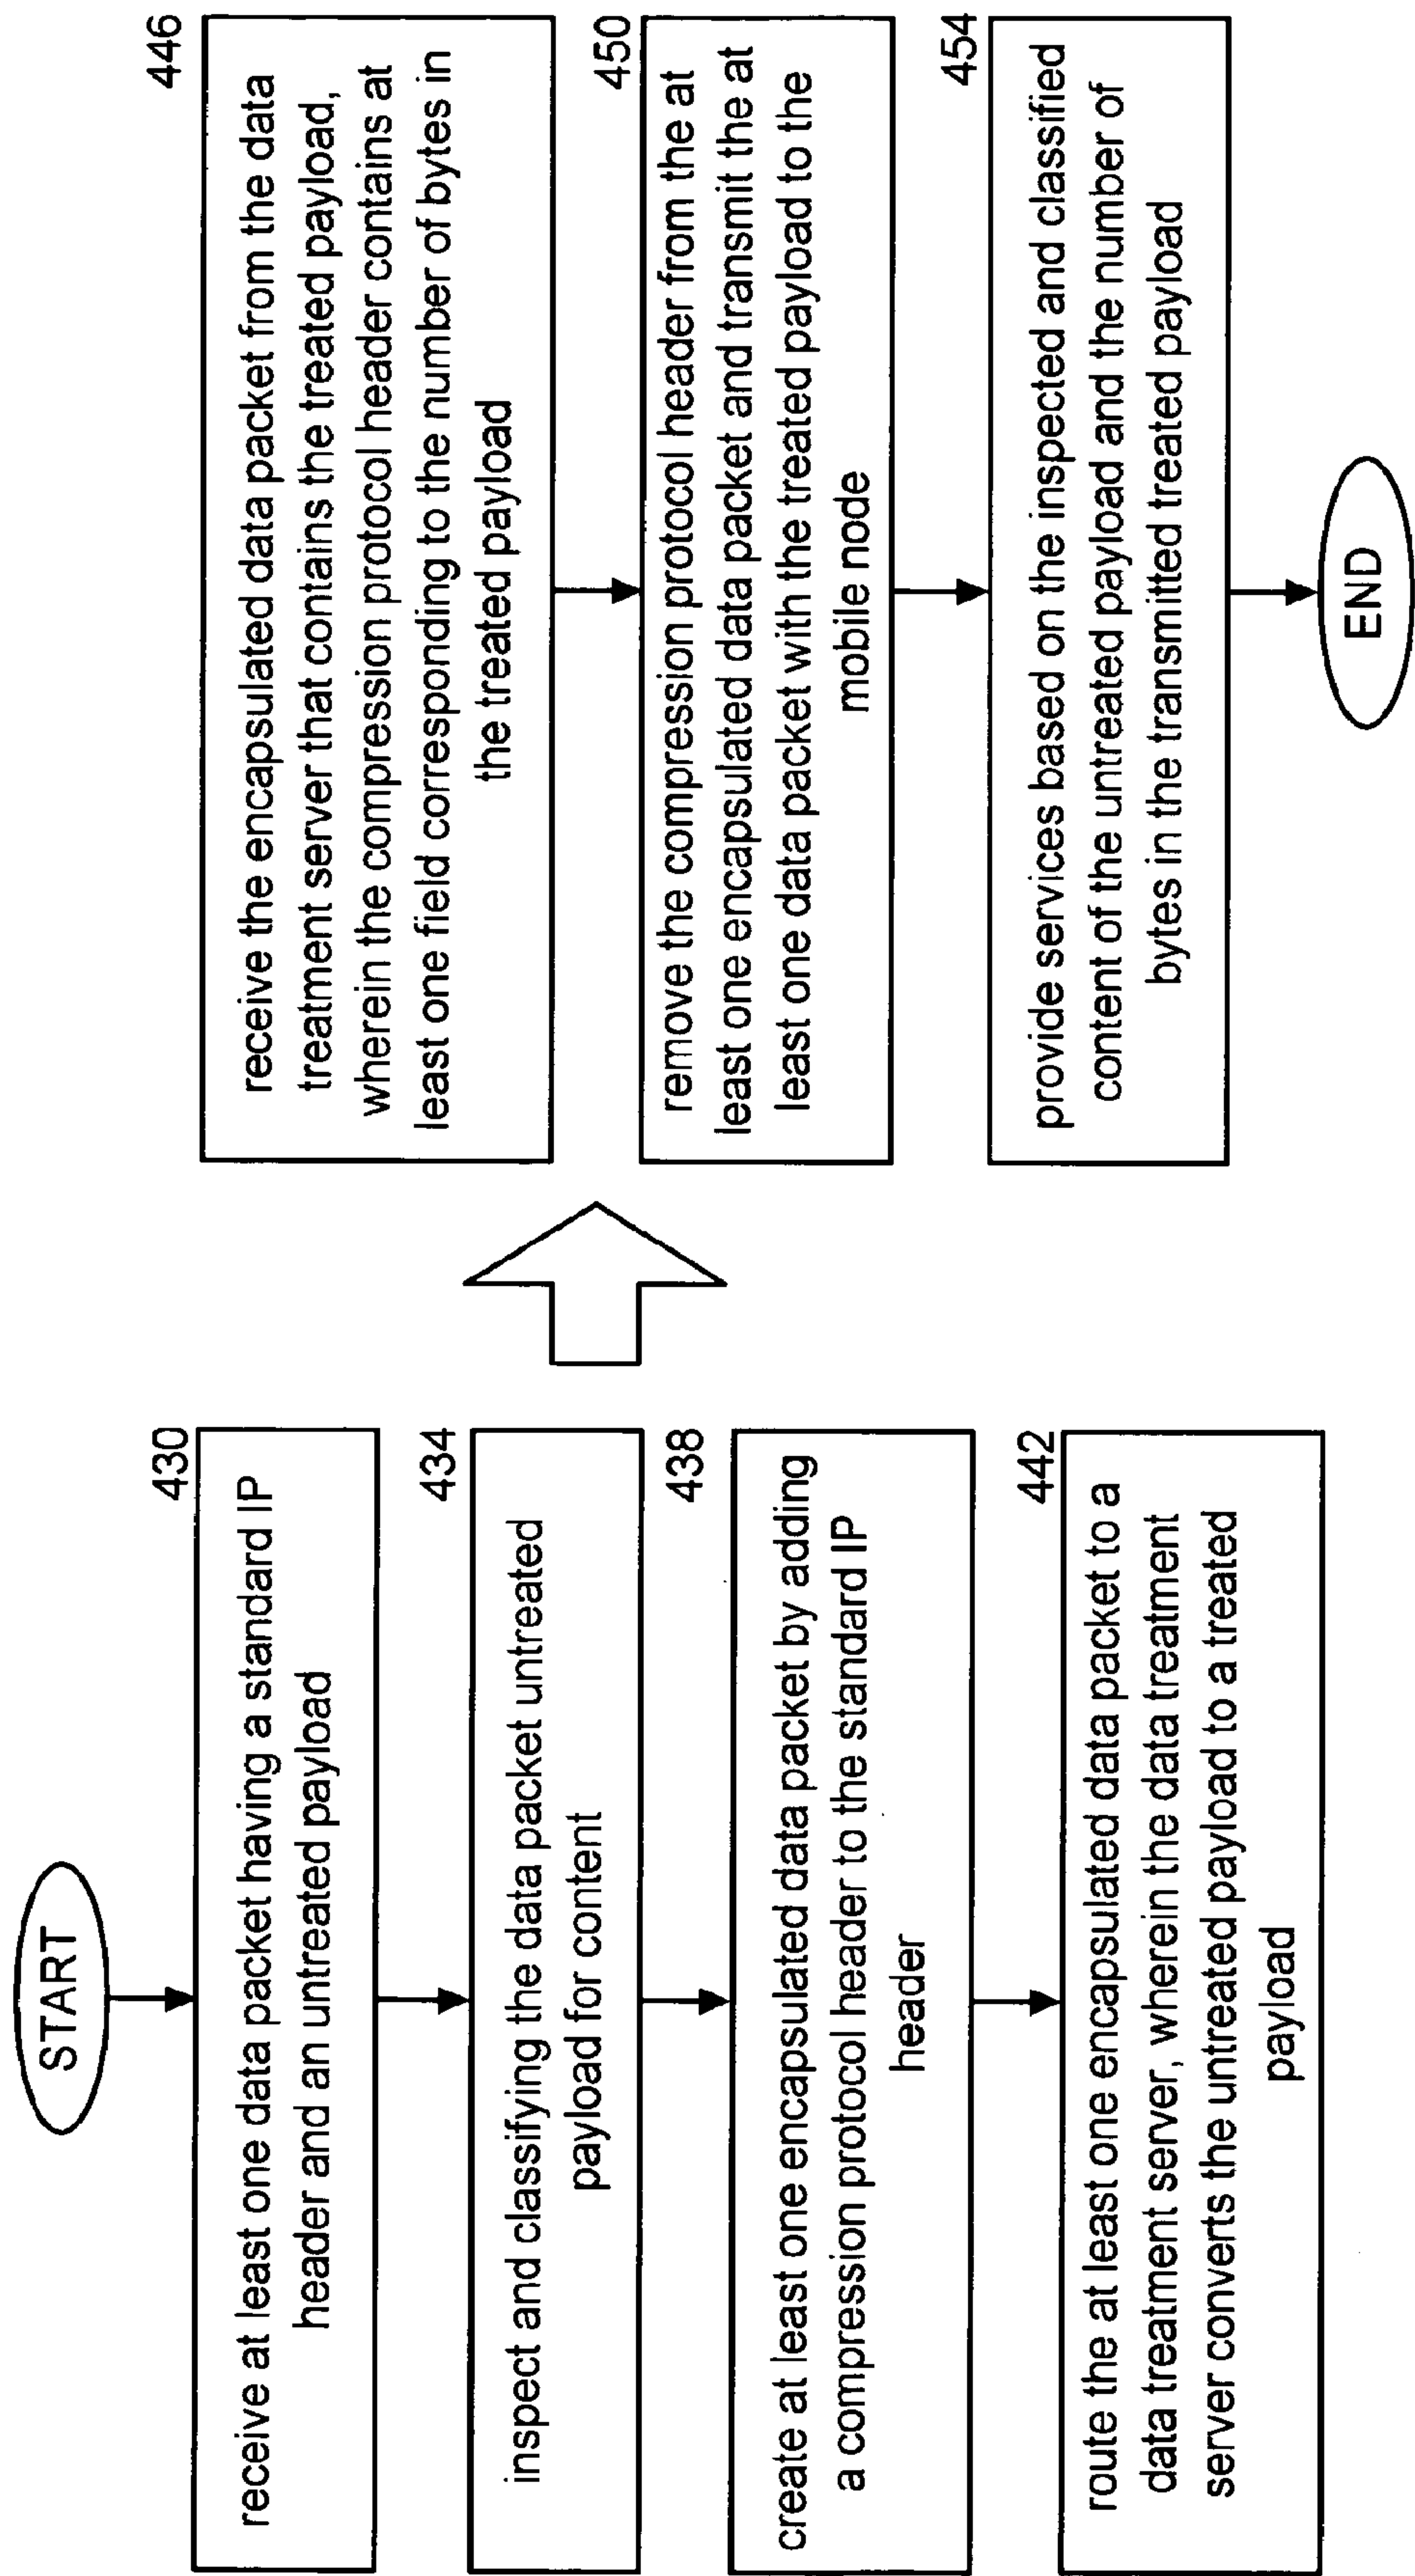 START
430
receive at least one data packet having a standard IP
header and an untreated payload
434
inspect and classifying the data packet untreated
payload for content
438
create at least one encapsulated data packet by adding
a compression protocol header to the standard IP
header
442
route the at least one encapsulated data packet to a
data treatment server, wherein the data treatment
server converts the untreated payload to a treated
payload
446
receive the encapsulated data packet from the data
treatment server that contains the treated payload,
wherein the compression protocol header contains at
least one field corresponding to the number of bytes in
the treated payload
450
remove the compression protocol header from the at
least one encapsulated data packet and transmit the at
least one data packet with the treated payload to the
mobile node
454
provide services based on the inspected and classified
content of the untreated payload and the number of
bytes in the transmitted treated payload
END